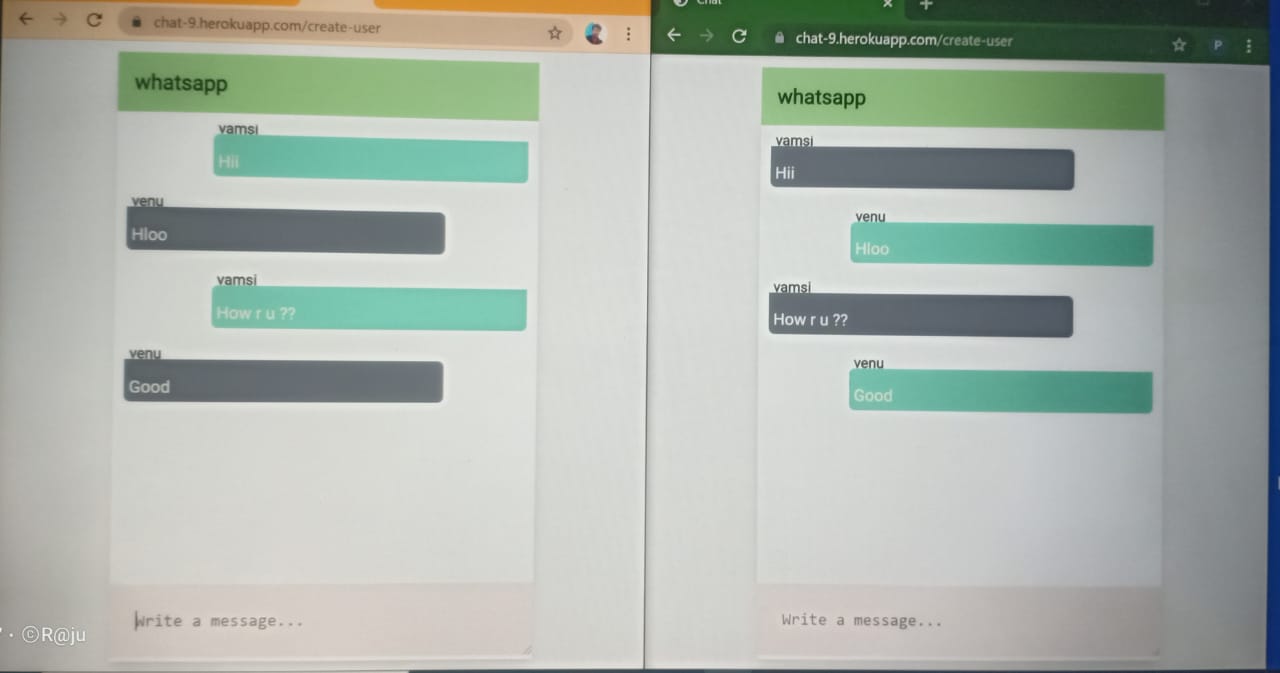 chat-9.herokuapp.com/create-user
whatsapp
vamsi
Hii
venu
Hloo
vamsi
How r u ??
venu
Good
Write a message...
Chat
chat-9.herokuapp.com/create-user
P
whatsapp
vamsi
Hii
venu
Hloo
vamsi
How r u ??
venu
Good
Write a message...
©R@ju